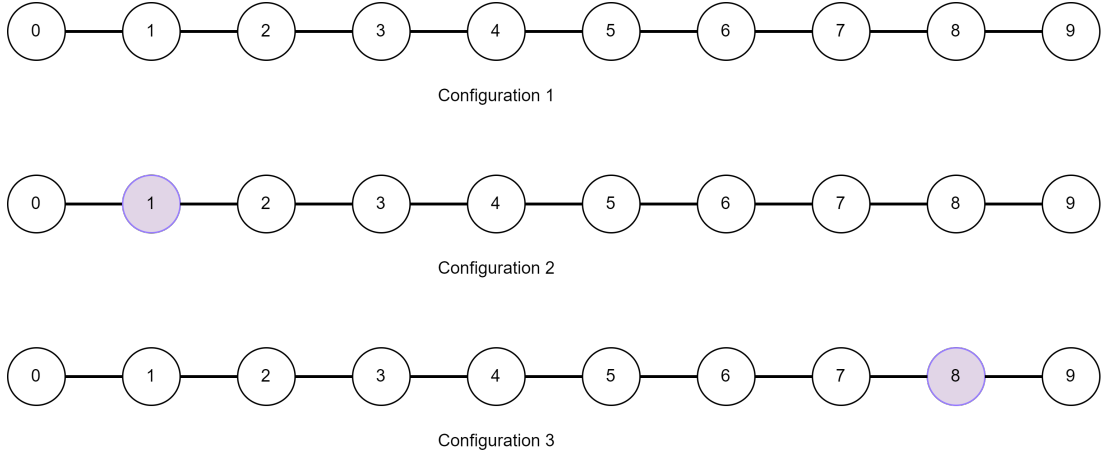 0 1 2 3 4 5 6 7 8 9
Configuration 1
0 1 2 3 4 5 6 7 8 9
Configuration 2
0 1 2 3 4 5 6 7 8 9
Configuration 3